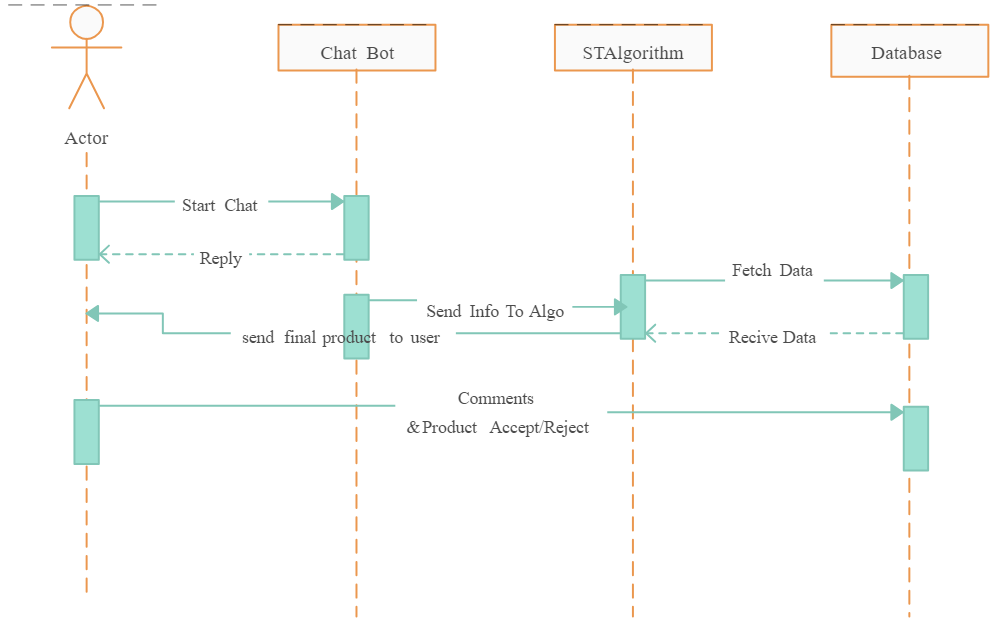 Chat Bot
STAlgorithm
Database
Actor
Start Chat
Reply
Fetch Data
Send Info To Algo
send final product to user
Recive Data
Comments
&Product Accept/Reject